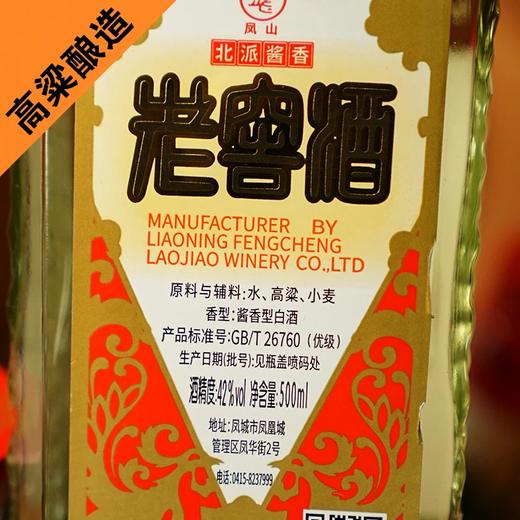 高粱酿造
凤山
北派酱香
老窖酒
MANUFACTURER BY
LIAONING FENGCHENG
LAOJIAO WINERY CO.,LTD
原料与辅料:水、高粱、小麦
香型:酱香型白酒
产品标准号:GB/T 26760 (优级)
生产日期(批号):见瓶盖喷码处
酒精度:42%vol 净含量:500ml
地址:凤城市凤凰城
管理区凤华街2号
电话:0415-8237999